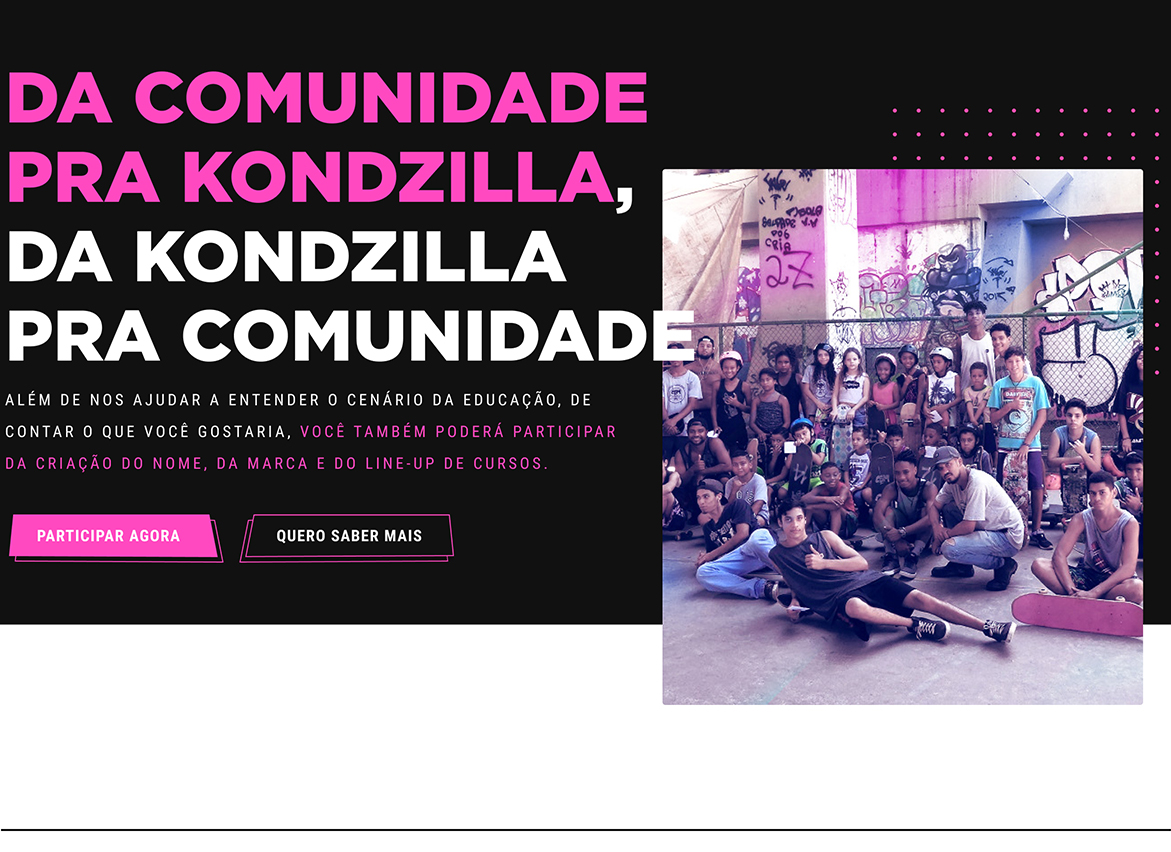 DA COMUNIDADE
PRA KONDZILLA,
DA KONDZILLA
PRA COMUNIDADE
ALÉM DE NOS AJUDAR A ENTENDER O CENÁRIO DA EDUCAÇÃO, DE
CONTAR O QUE VOCÊ GOSTARIA, VOCÊ TAMBÉM PODERÁ PARTICIPAR
DA CRIAÇÃO DO NOME, DA MARCA E DO LINE-UP DE CURSOS.
PARTICIPAR AGORA
QUERO SABER MAIS
CRIA
2Z